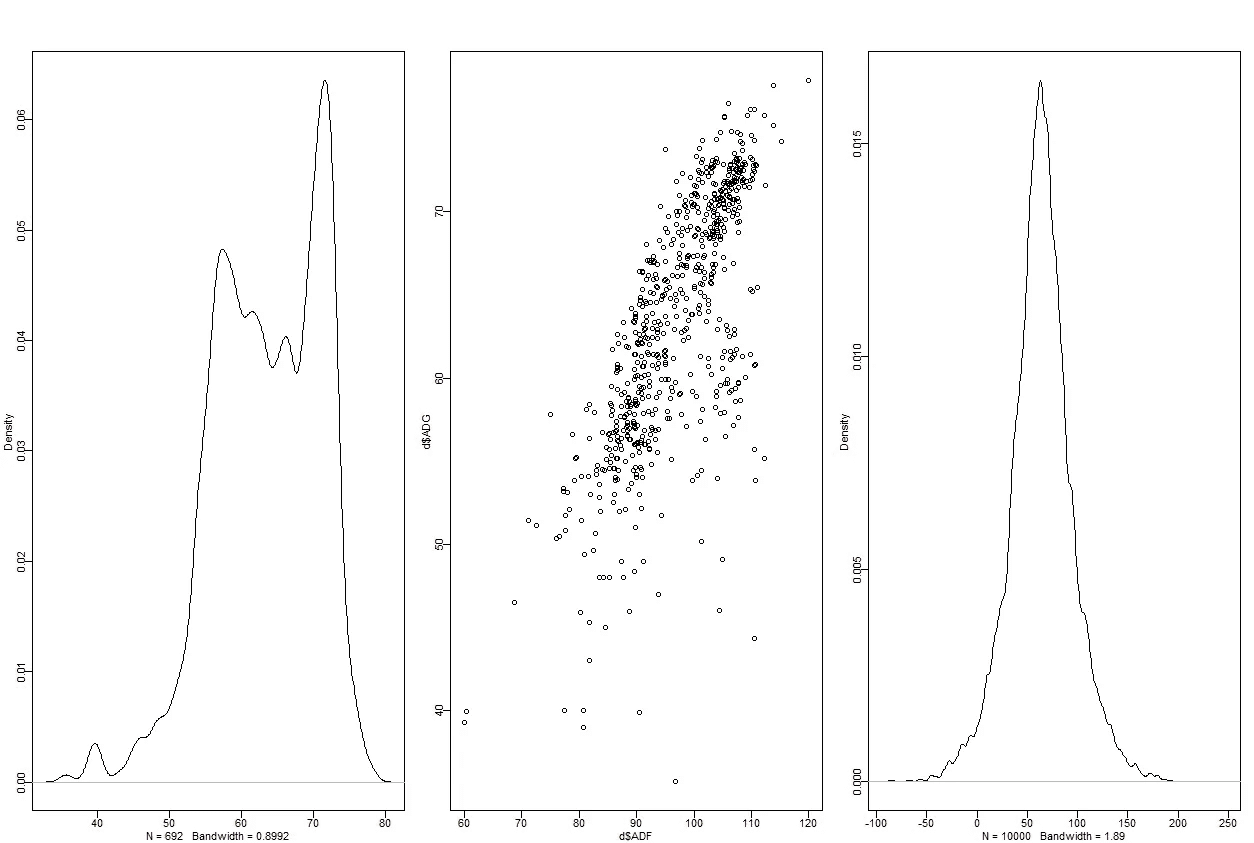 Density
0.00 0.01 0.02 0.03 0.04 0.05 0.06
40 50 60 70 80
N = 692 Bandwidth = 0.8992
d$ADG
40 50 60 70
60 70 80 90 100 110 120
d$ADF
Density
0.000 0.005 0.010 0.015
-100 -50 0 50 100 150 200 250
N = 10000 Bandwidth = 1.89